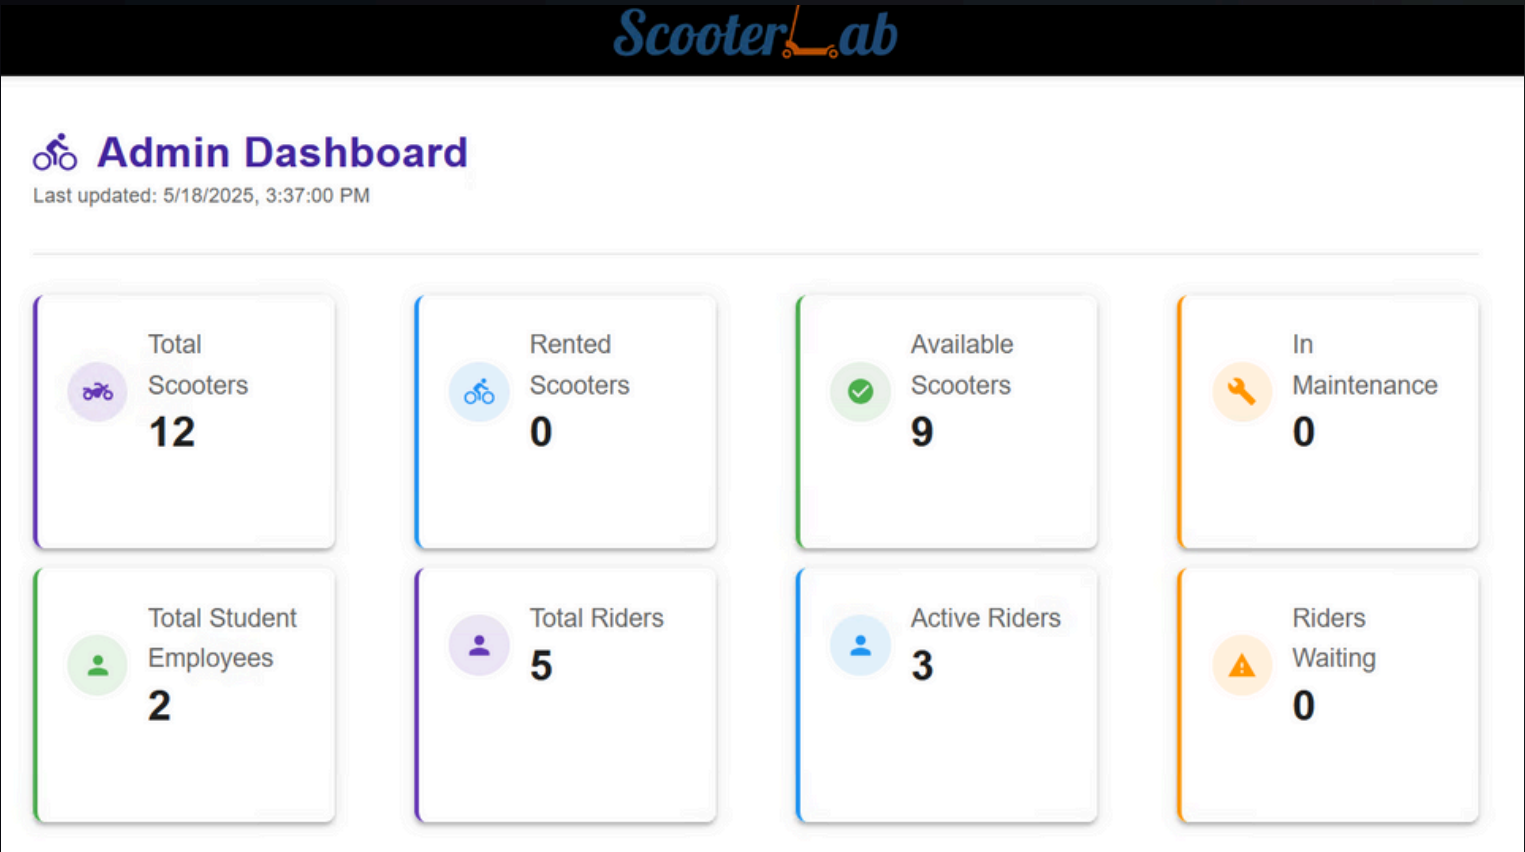 ScooterLab
Admin Dashboard
Last updated: 5/18/2025, 3:37:00 PM
Total
Scooters
12
Rented
Scooters
0
Available
Scooters
9
In
Maintenance
0
Total Student
Employees
2
Total Riders
5
Active Riders
3
Riders
Waiting
0